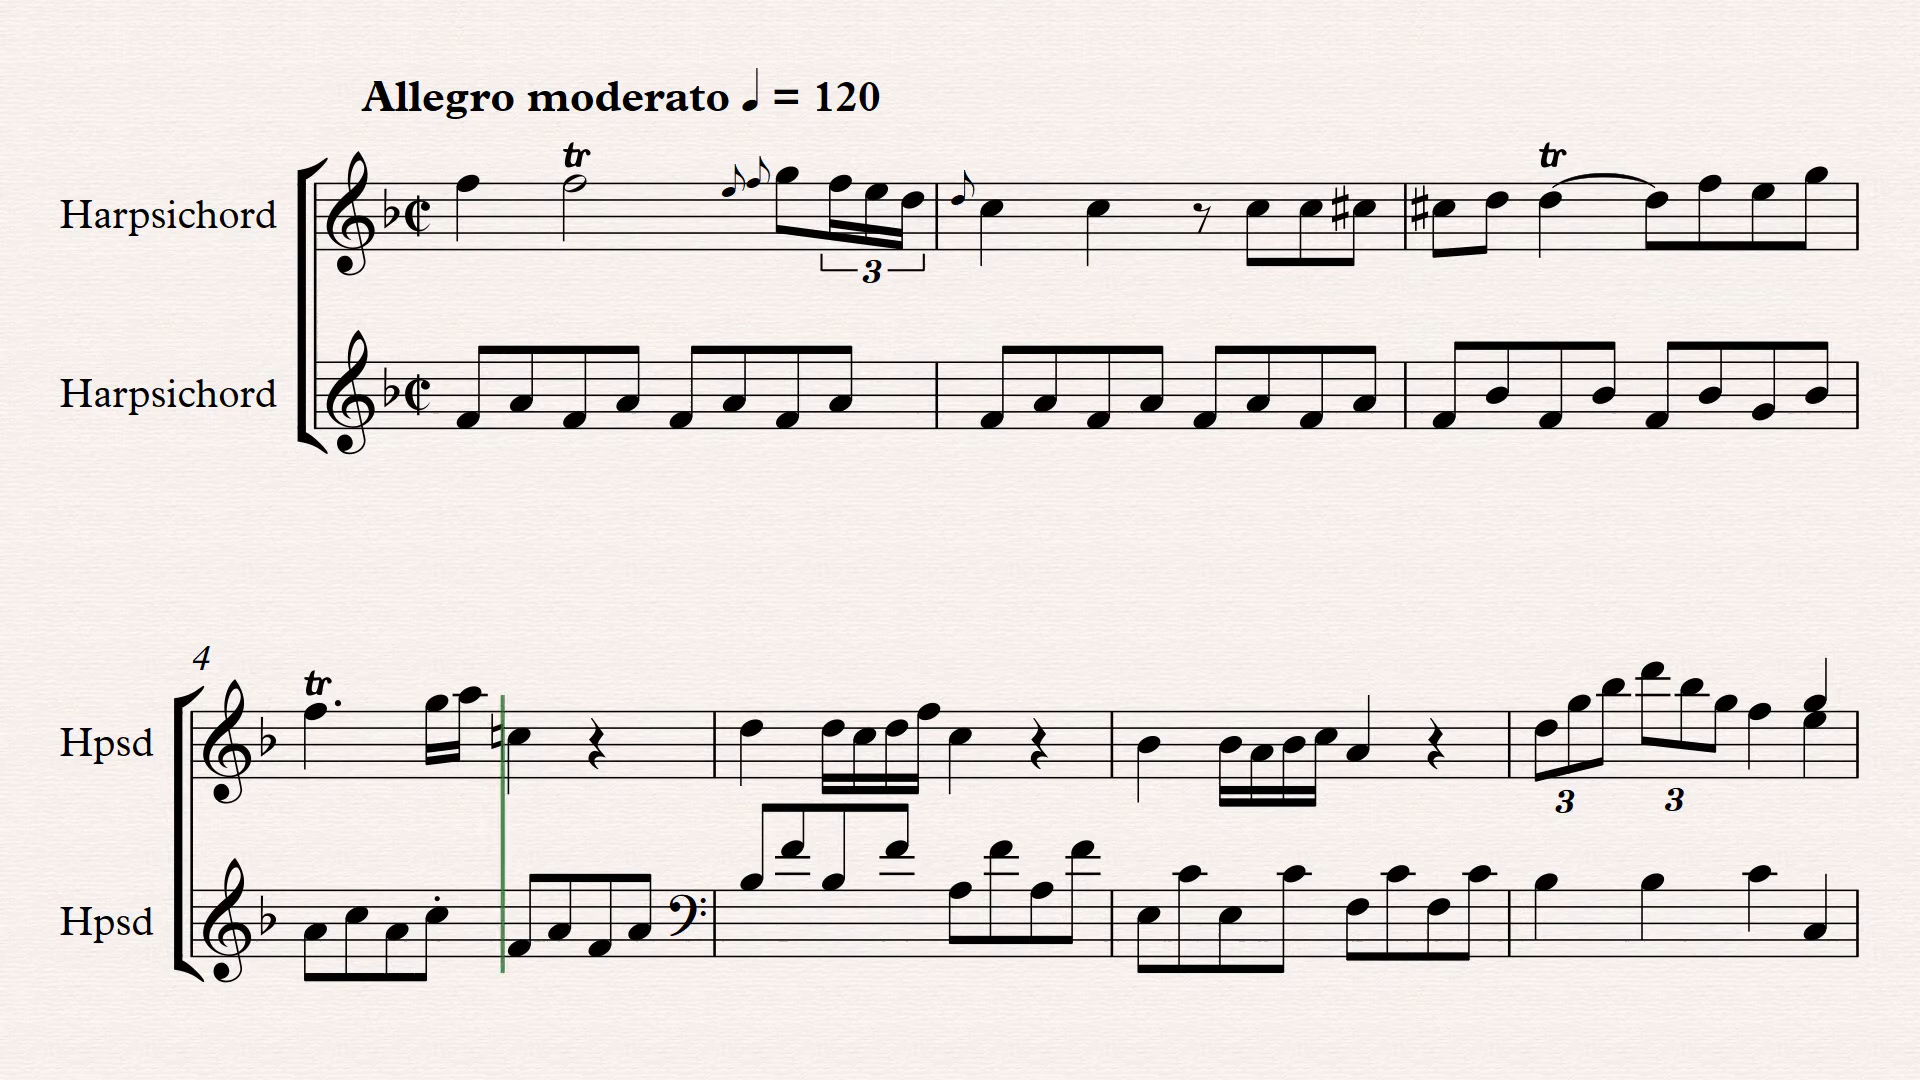 Allegro moderato ♩ = 120
tr
tr
Harpsichord
3
Harpsichord
4
tr
Hpsd
3
3
Hpsd